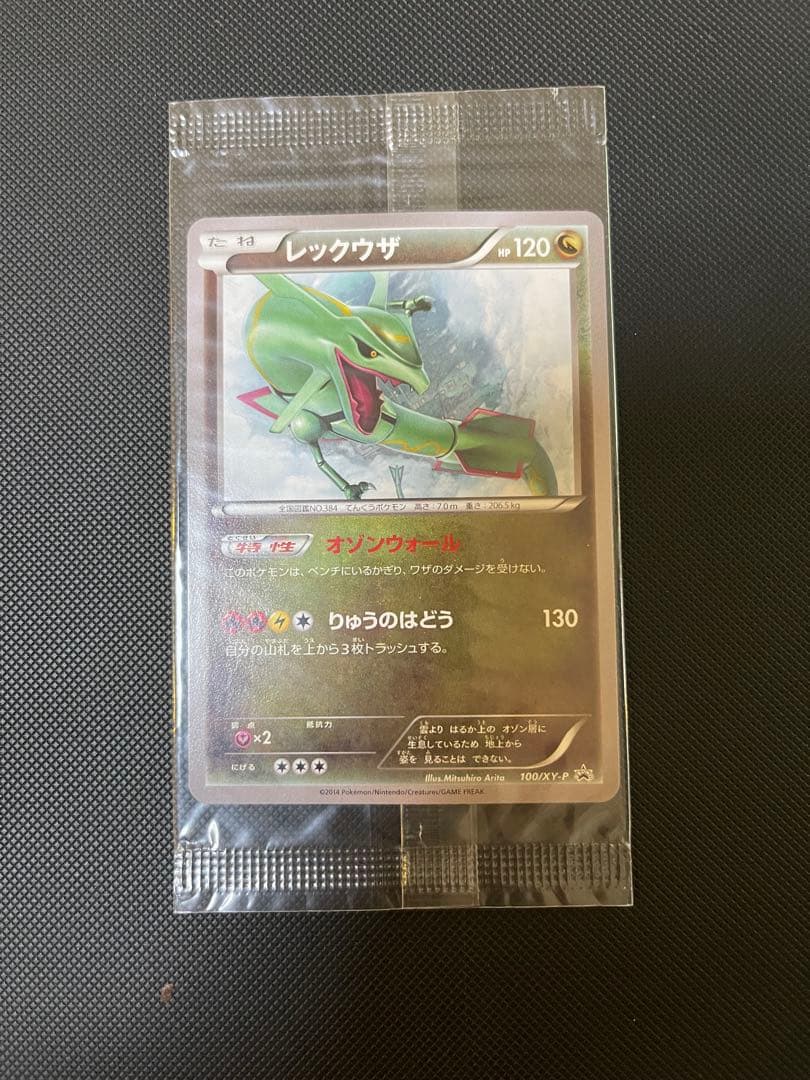 たね レックウザ HP 120
全国図鑑NO.384 てんくうポケモン 高さ:7.0m 重さ:206.5kg
特性 オゾンウォール
このポケモンは、ベンチにいるかぎり、ワザのダメージを受けない。
りゅうのはどう 130
自分の山札を上から3枚トラッシュする。
弱点 抵抗力
×2
にげる
雲より はるか上の オゾン層に
生息しているため 地上から
姿を 見ることは できない。
Illus.Mitsuhiro Arita 100/XY-P
©2014 Pokémon/Nintendo/Creatures/GAME FREAK